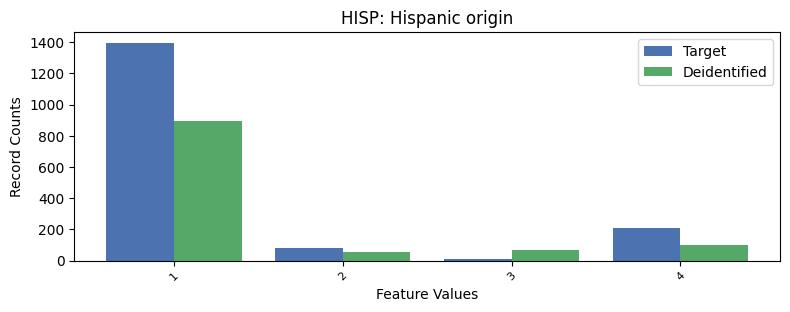 HISP: Hispanic origin
Target
Deidentified
Record Counts
1400
1200
1000
800
600
400
200
0
1
2
3
4
Feature Values